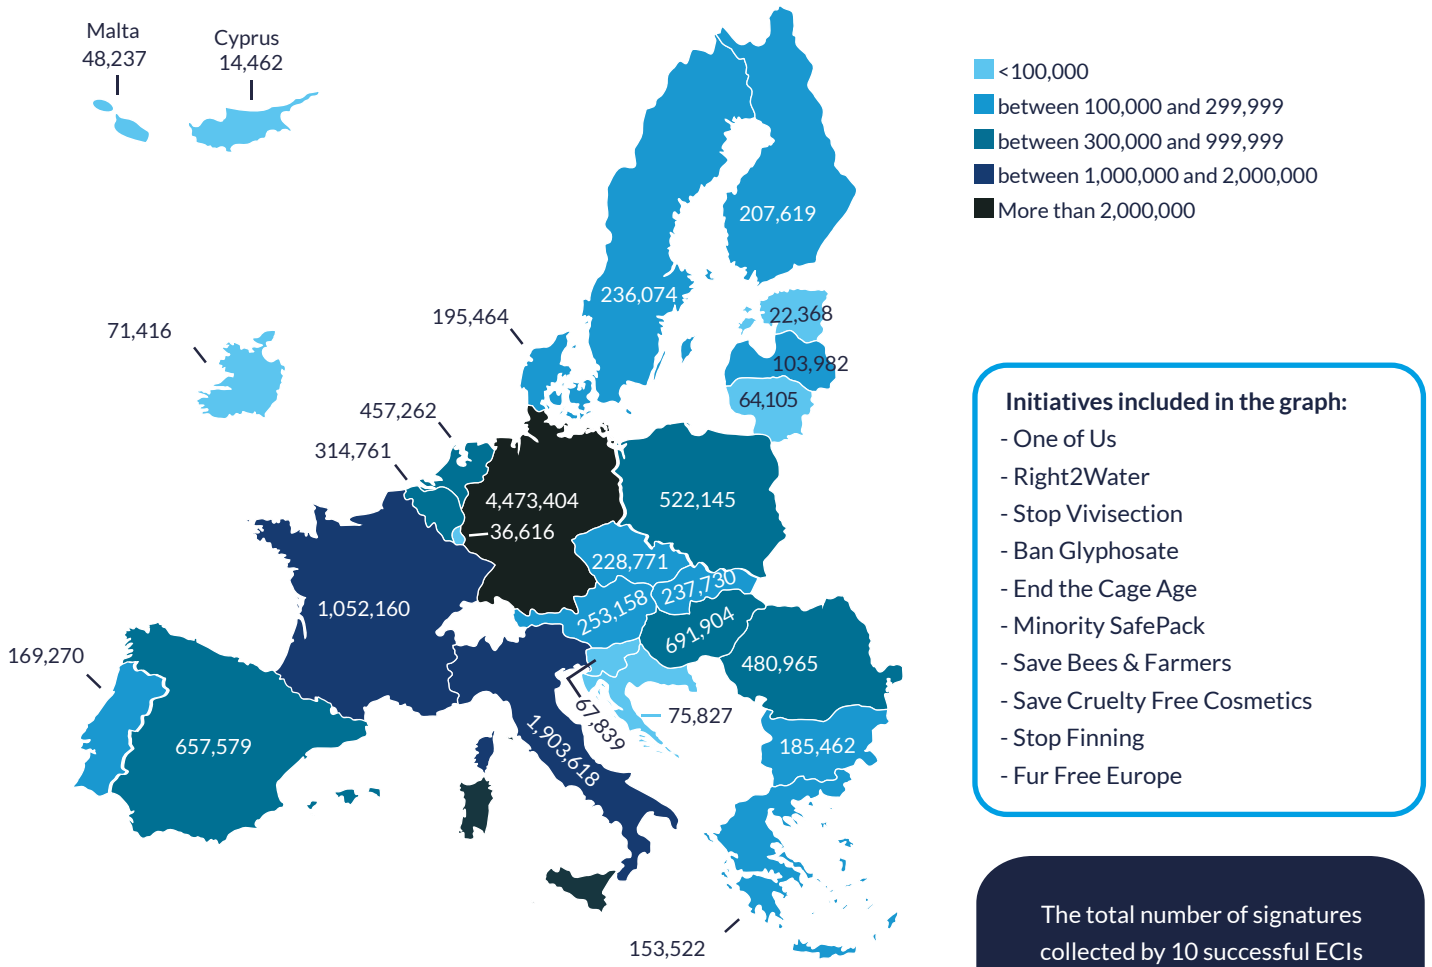 Malta
48,237
Cyprus
14,462
<100,000
between 100,000 and 299,999
between 300,000 and 999,999
between 1,000,000 and 2,000,000
More than 2,000,000
207,619
236,074
195,464
22,368
71,416
103,982
64,105
457,262
314,761
4,473,404
522,145
36,616
228,771
237,730
253,158
1,052,160
691,904
169,270
480,965
67,839
75,827
657,579
1,903,618
185,462
153,522
Initiatives included in the graph:
- One of Us
- Right2Water
- Stop Vivisection
- Ban Glyphosate
- End the Cage Age
- Minority SafePack
- Save Bees & Farmers
- Save Cruelty Free Cosmetics
- Stop Finning
- Fur Free Europe
The total number of signatures
collected by 10 successful ECIs